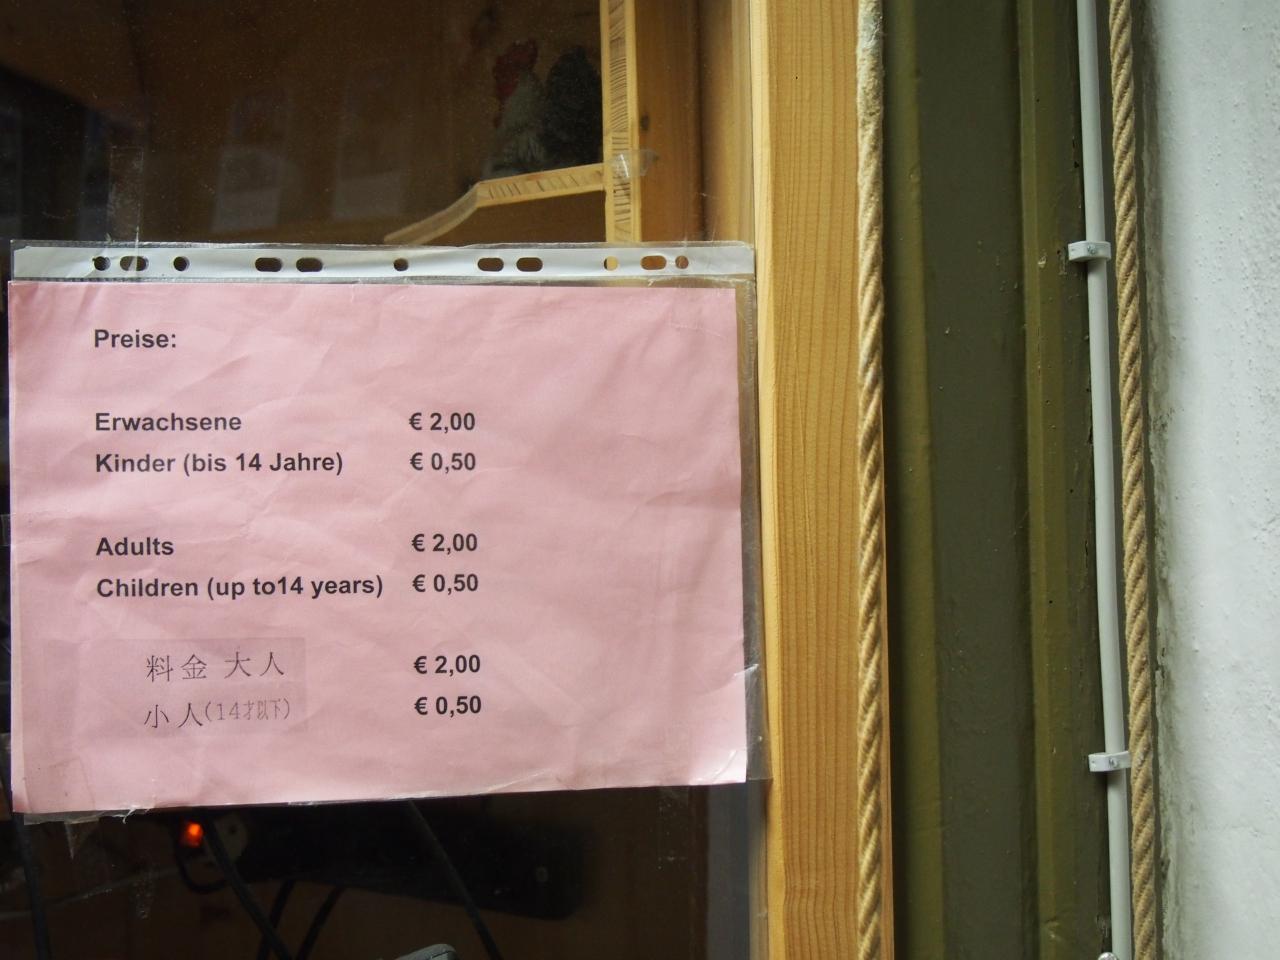 Preise:
Erwachsene € 2,00
Kinder (bis 14 Jahre) € 0,50
Adults € 2,00
Children (up to14 years) € 0,50
料金 大人 € 2,00
小人(14才以下) € 0,50